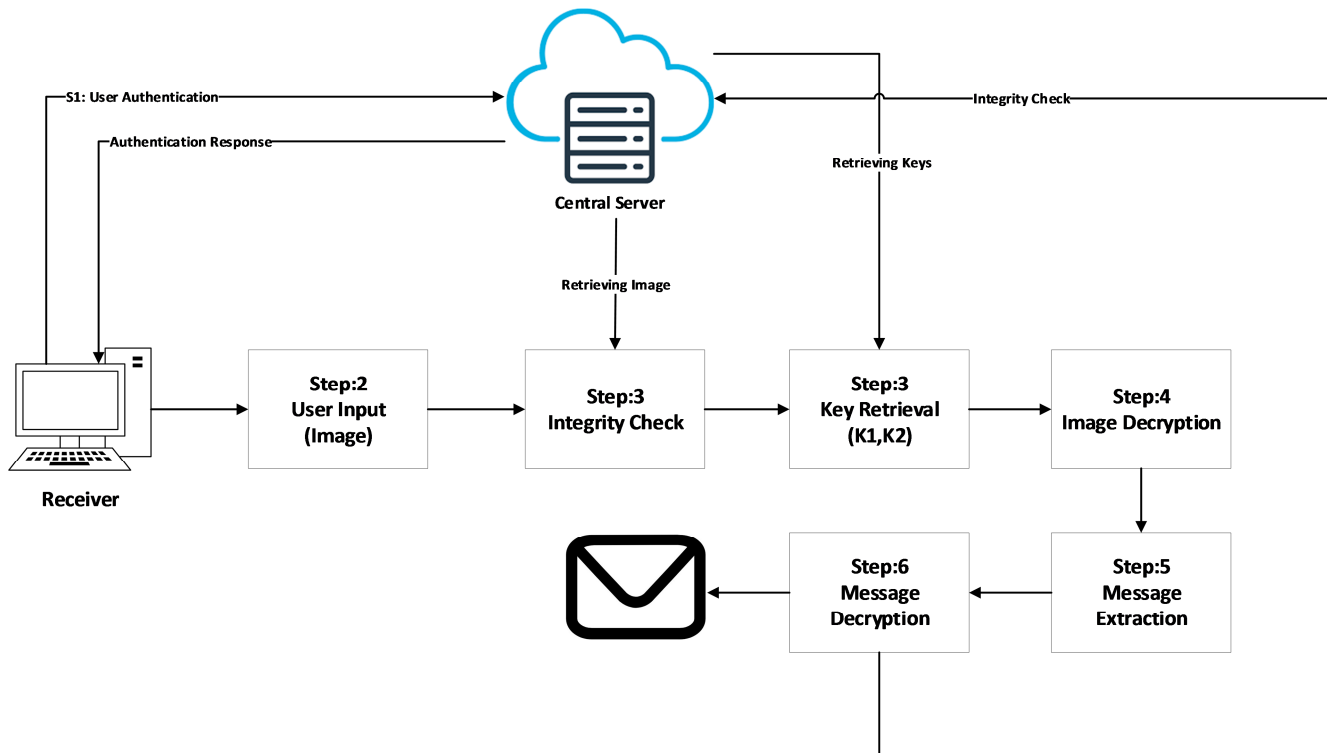 S1: User Authentication
Integrity Check
Authentication Response
Retrieving Keys
Central Server
Retrieving Image
Step:2
User Input
(Image)
Step:3
Integrity Check
Step:3
Key Retrieval
(K1,K2)
Step:4
Image Decryption
Receiver
Step:6
Message
Decryption
Step:5
Message
Extraction